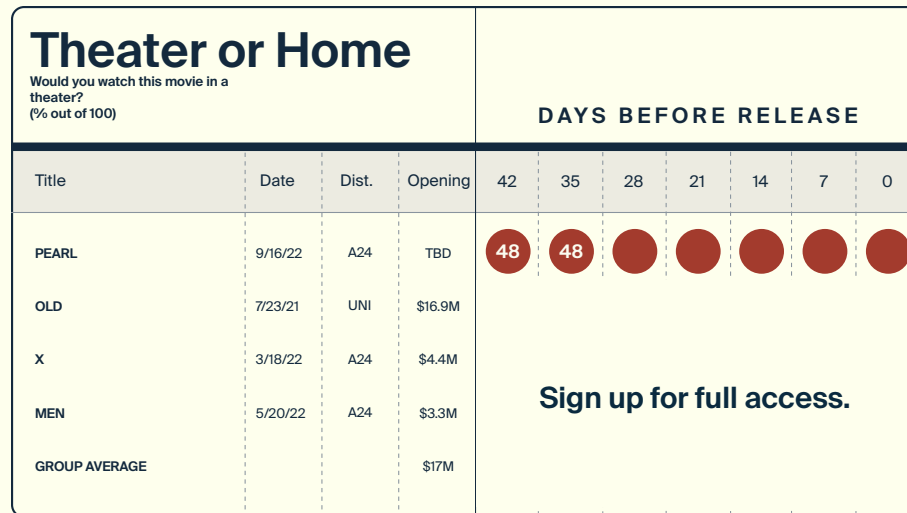 Theater or Home
Would you watch this movie in a
theater?
(% out of 100)
DAYS BEFORE RELEASE
Title Date Dist. Opening 42 35 28 21 14 7 0
PEARL 9/16/22 A24 TBD 48 48
OLD 7/23/21 UNI $16.9M
X 3/18/22 A24 $4.4M
Sign up for full access.
MEN 5/20/22 A24 $3.3M
GROUP AVERAGE $17M